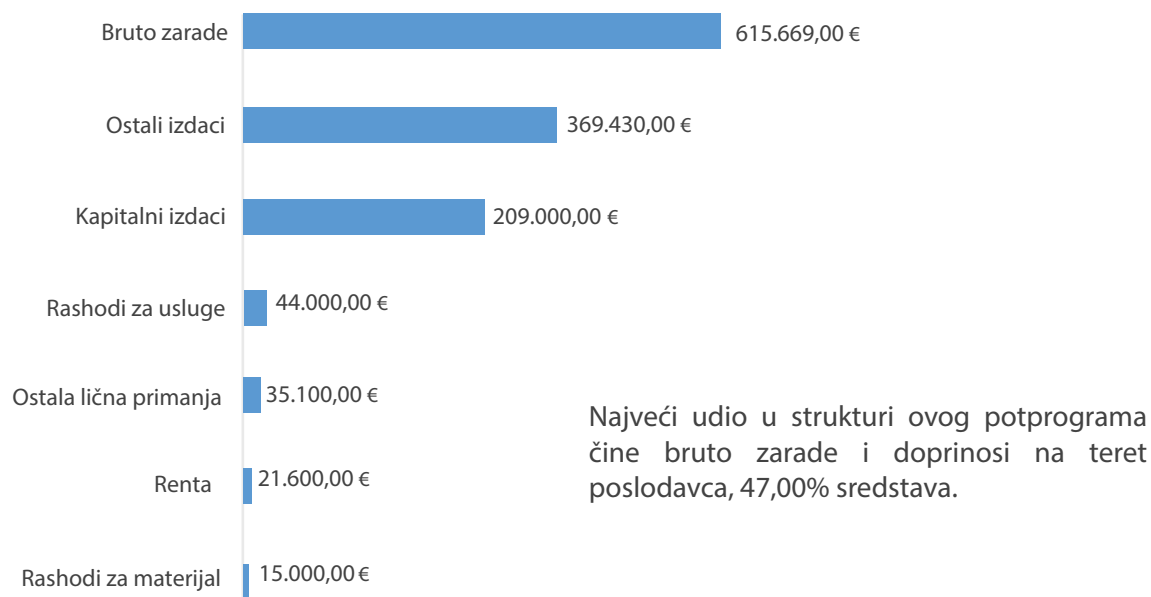 Bruto zarade 615.669,00 €
Ostali izdaci 369.430,00 €
Kapitalni izdaci 209.000,00 €
Rashodi za usluge 44.000,00 €
Ostala lična primanja 35.100,00 €
Renta 21.600,00 €
Rashodi za materijal 15.000,00 €
Najveći udio u strukturi ovog potprograma
čine bruto zarade i doprinosi na teret
poslodavca, 47,00% sredstava.